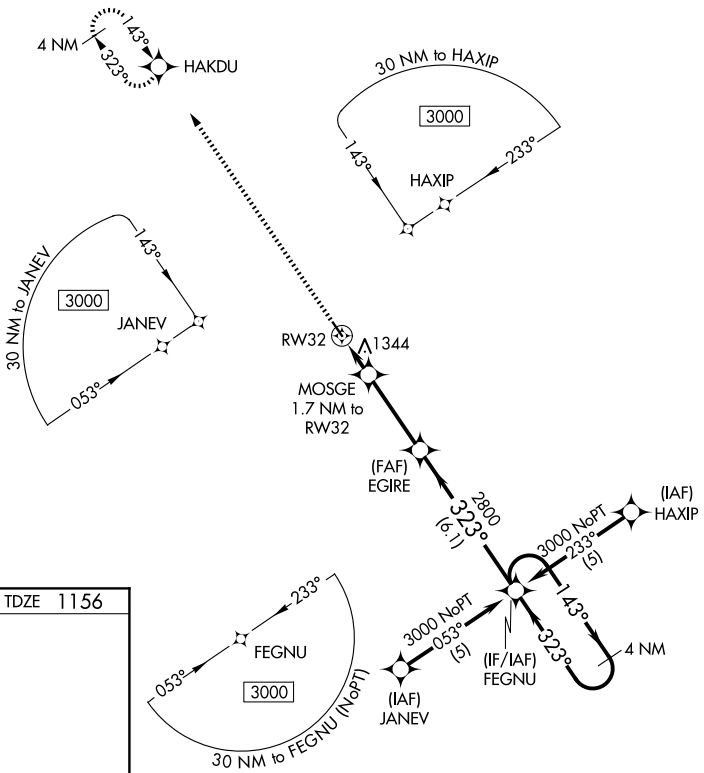 4 NM
143°
323°
HAKDU
30 NM to HAXIP
3000
143°
233°
HAXIP
30 NM to JANEV
143°
3000
JANEV
053°
RW32
1344
MOSGE
1.7 NM to
RW32
(FAF)
EGIRE
2800
323°
(6.1)
(IAF)
HAXIP
3000 NoPT
233°
(5)
143°
323°
4 NM
3000 NoPT
053°
(5)
(IF/IAF)
FEGNU
(IAF)
JANEV
TDZE 1156
233°
053°
FEGNU
3000
30 NM to FEGNU (NoPT)